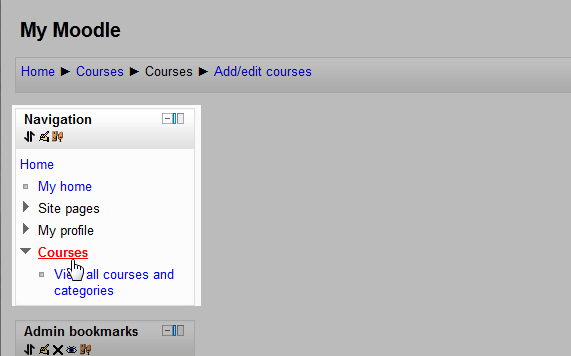 My Moodle
Home ► Courses ► Courses ► Add/edit courses
Navigation
Home
My home
Site pages
My profile
Courses
View all courses and
categories
Admin bookmarks